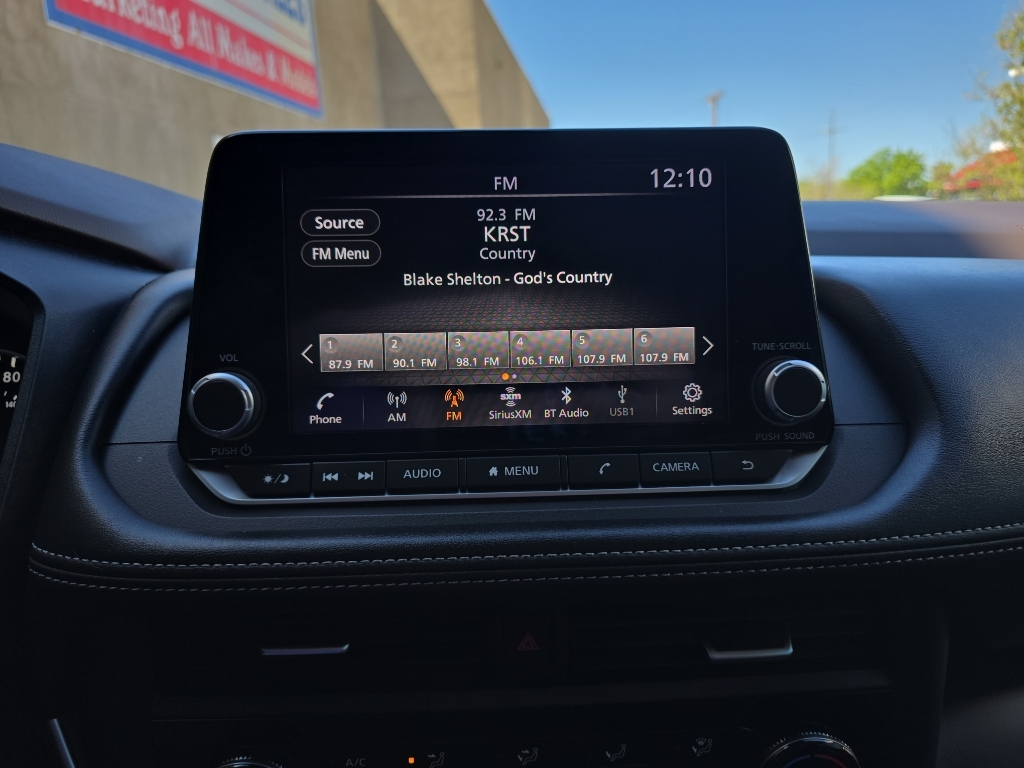 Marketing All Makes & Models
FM
12:10
Source
92.3 FM
KRST
FM Menu
Country
Blake Shelton - God's Country
1 2 3 4 5 6
87.9 FM 90.1 FM 98.1 FM 106.1 FM 107.9 FM 107.9 FM
VOL
TUNE·SCROLL
Phone AM FM SiriusXM BT Audio USB1 Settings
sxm
PUSH
PUSH SOUND
AUDIO MENU CAMERA
80
140
A/C